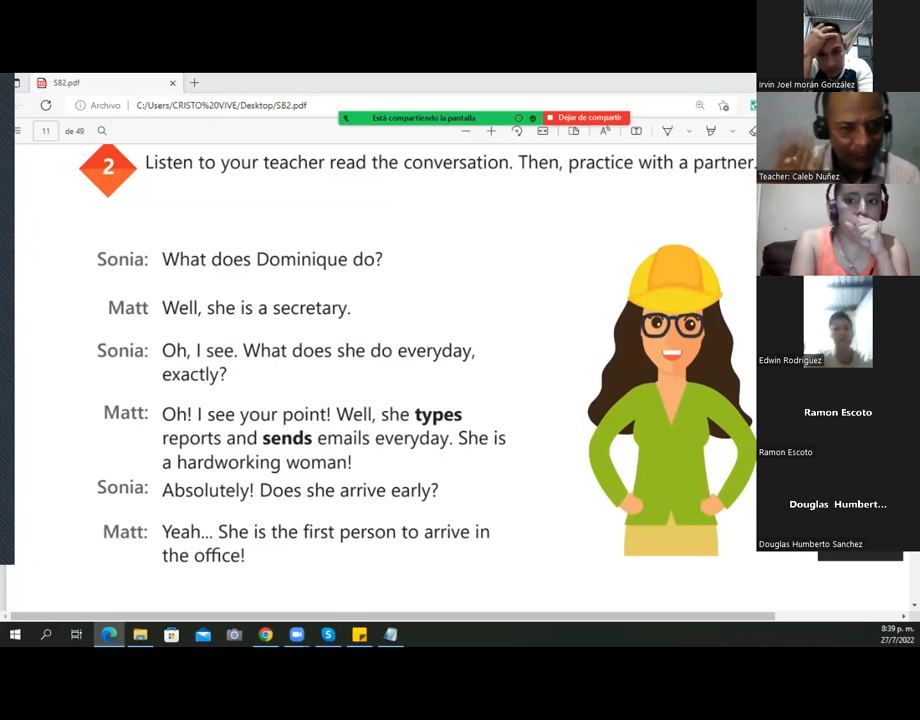 SB2.pdf
Archivo
C:/Users/CRISTO%20VIVE/Desktop/SB2.pdf
Está compartiendo la pantalla
Dejar de compartir
11
de 49
2
Listen to your teacher read the conversation. Then, practice with a partner.
Sonia: What does Dominique do?
Matt Well, she is a secretary.
Sonia: Oh, I see. What does she do everyday,
exactly?
Matt: Oh! I see your point! Well, she types
reports and sends emails everyday. She is
a hardworking woman!
Sonia: Absolutely! Does she arrive early?
Matt: Yeah... She is the first person to arrive in
the office!
Irvin Joel morán González
Teacher: Caleb Nuñez
Edwin Rodriguez
Ramon Escoto
Ramon Escoto
Douglas Humbert...
Douglas Humberto Sanchez
8:39 p. m.
27/7/2022